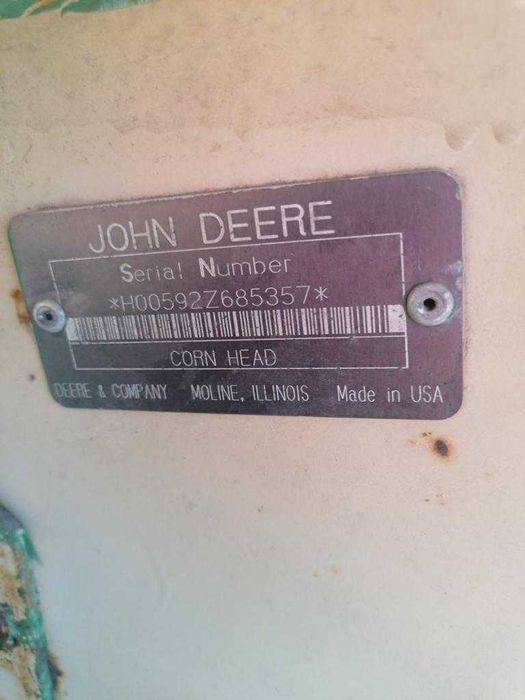 JOHN DEERE
Serial Number
*H00592Z685357*
CORN HEAD
DEERE & COMPANY MOLINE, ILLINOIS Made in USA